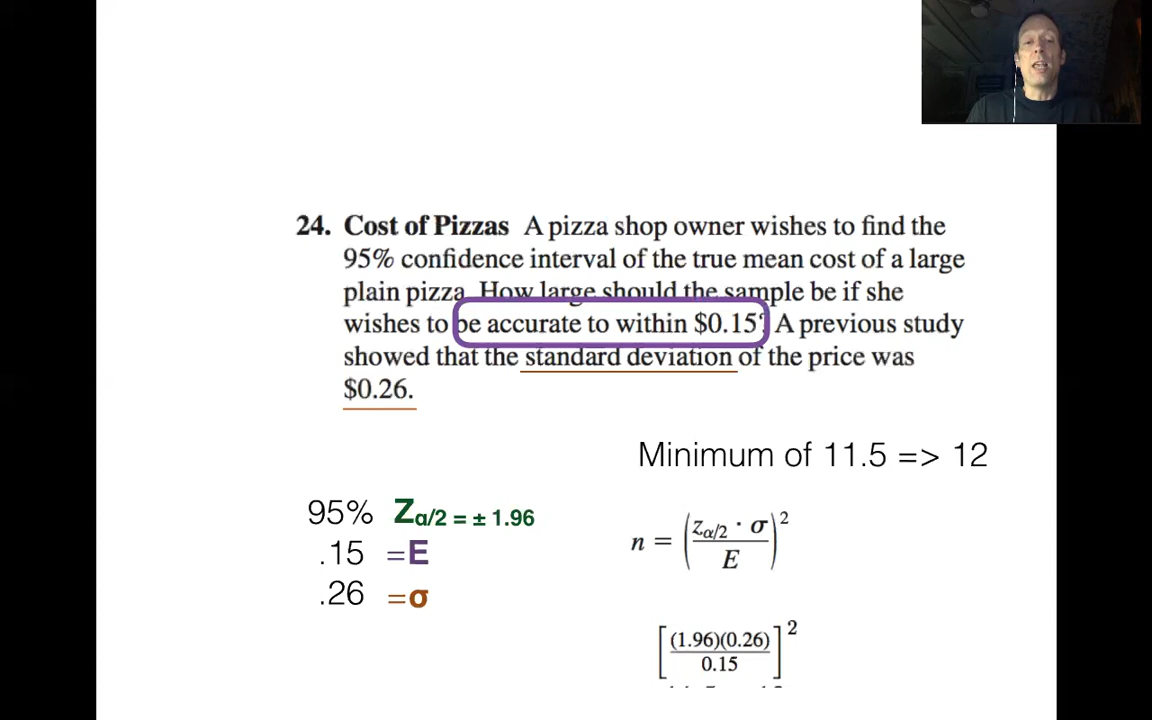 24. Cost of Pizzas A pizza shop owner wishes to find the
95% confidence interval of the true mean cost of a large
plain pizza. How large should the sample be if she
wishes to be accurate to within $0.15? A previous study
showed that the standard deviation of the price was
$0.26.
Minimum of 11.5 => 12
95% Zα/2 = ± 1.96
.15 =E
.26 =σ
n = (zα/2 · σ / E)²
[(1.96)(0.26) / 0.15]²